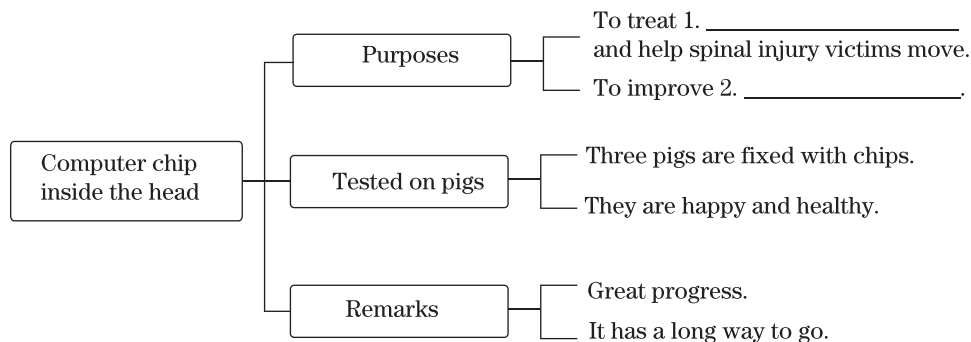 Computer chip
inside the head
Purposes
To treat 1. ______________________
and help spinal injury victims move.
To improve 2. ___________________.
Tested on pigs
Three pigs are fixed with chips.
They are happy and healthy.
Remarks
Great progress.
It has a long way to go.